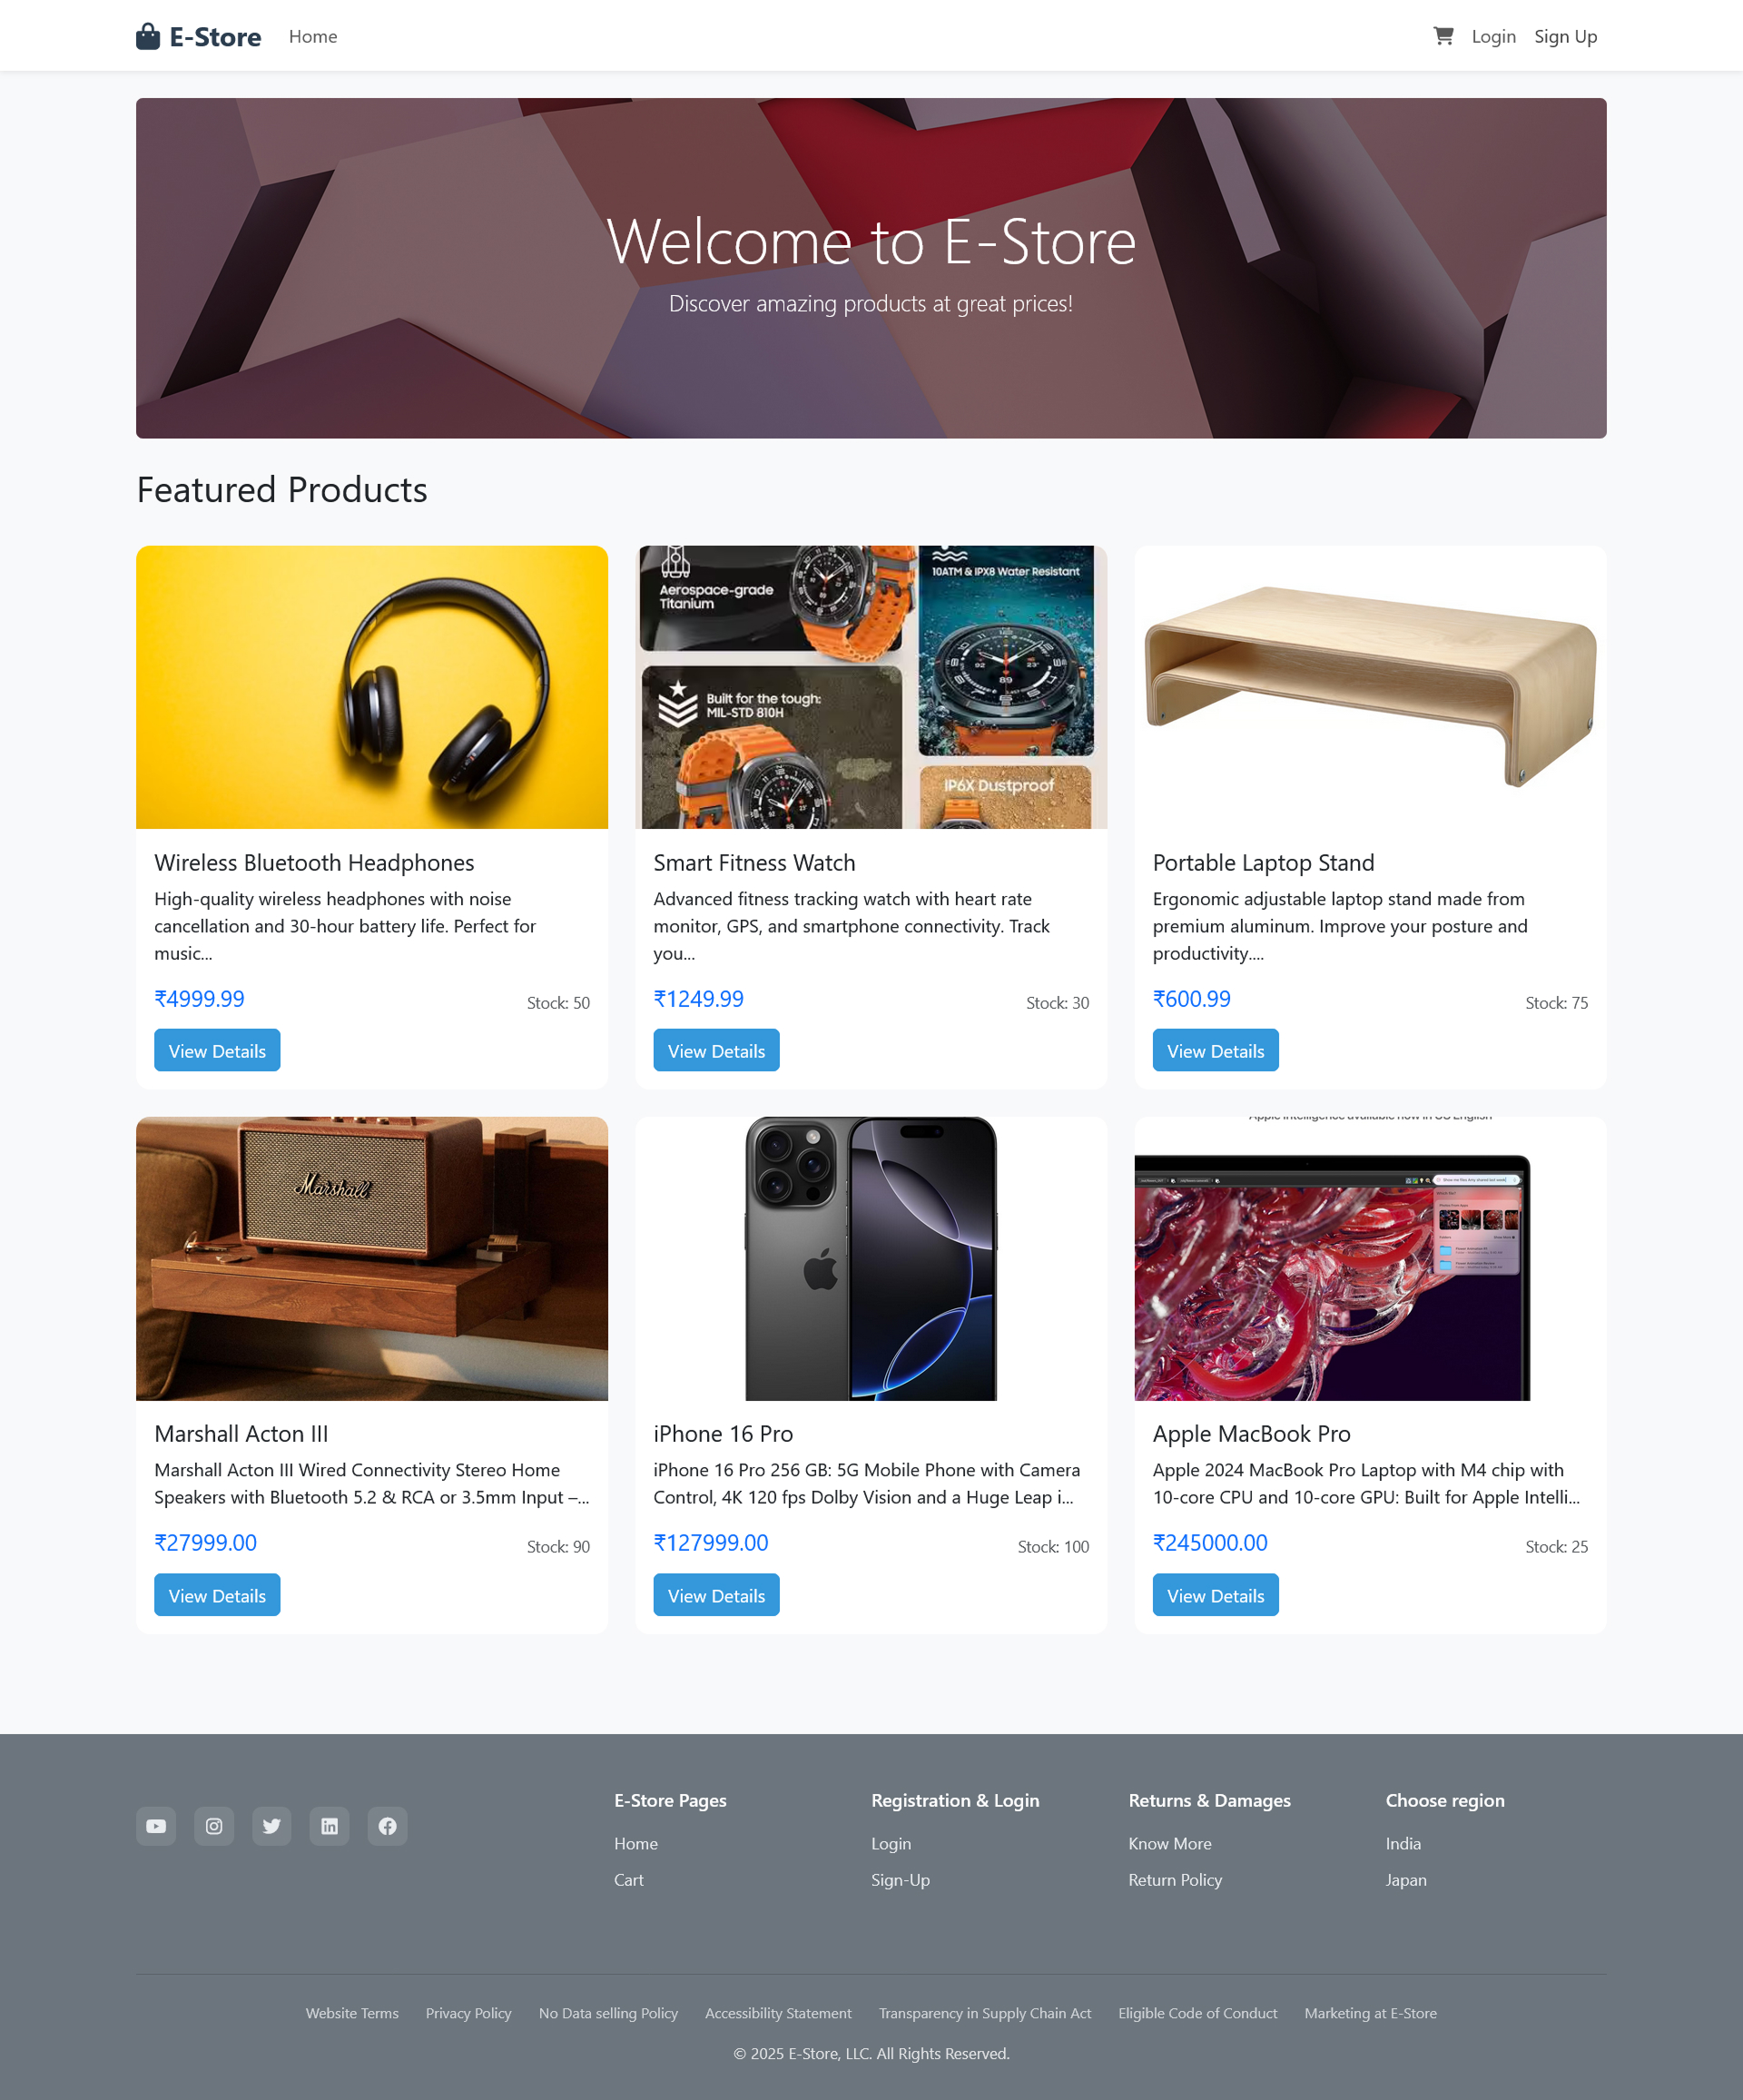 E-Store Home Login Sign Up
Welcome to E-Store
Discover amazing products at great prices!
Featured Products
Aerospace-grade
Titanium
10ATM & IPX8 Water Resistant
Built for the tough:
MIL-STD 810H
IP6X Dustproof
Wireless Bluetooth Headphones
High-quality wireless headphones with noise
cancellation and 30-hour battery life. Perfect for
music...
₹4999.99 Stock: 50
View Details
Smart Fitness Watch
Advanced fitness tracking watch with heart rate
monitor, GPS, and smartphone connectivity. Track
you...
₹1249.99 Stock: 30
View Details
Portable Laptop Stand
Ergonomic adjustable laptop stand made from
premium aluminum. Improve your posture and
productivity....
₹600.99 Stock: 75
View Details
Marshall
Marshall Acton III
Marshall Acton III Wired Connectivity Stereo Home
Speakers with Bluetooth 5.2 & RCA or 3.5mm Input –...
₹27999.00 Stock: 90
View Details
iPhone 16 Pro
iPhone 16 Pro 256 GB: 5G Mobile Phone with Camera
Control, 4K 120 fps Dolby Vision and a Huge Leap i...
₹127999.00 Stock: 100
View Details
Apple Intelligence available now in US English
Apple MacBook Pro
Apple 2024 MacBook Pro Laptop with M4 chip with
10-core CPU and 10-core GPU: Built for Apple Intelli...
₹245000.00 Stock: 25
View Details
E-Store Pages
Home
Cart
Registration & Login
Login
Sign-Up
Returns & Damages
Know More
Return Policy
Choose region
India
Japan
Website Terms Privacy Policy No Data selling Policy Accessibility Statement Transparency in Supply Chain Act Eligible Code of Conduct Marketing at E-Store
© 2025 E-Store, LLC. All Rights Reserved.